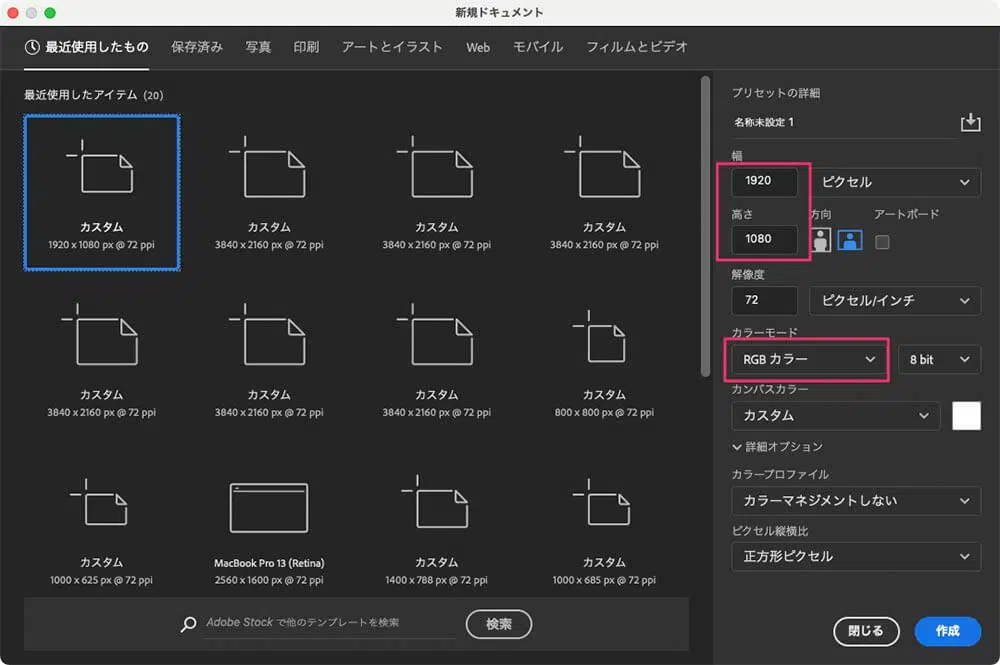 新規ドキュメント
最近使用したもの 保存済み 写真 印刷 アートとイラスト Web モバイル フィルムとビデオ
最近使用したアイテム (20)
カスタム カスタム カスタム カスタム
1920 x 1080 px @ 72 ppi 3840 x 2160 px @ 72 ppi 3840 x 2160 px @ 72 ppi 3840 x 2160 px @ 72 ppi
カスタム カスタム カスタム カスタム
3840 x 2160 px @ 72 ppi 3840 x 2160 px @ 72 ppi 3840 x 2160 px @ 72 ppi 800 x 800 px @ 72 ppi
カスタム MacBook Pro 13 (Retina) カスタム カスタム
1000 x 625 px @ 72 ppi 2560 x 1600 px @ 72 ppi 1400 x 788 px @ 72 ppi 1000 x 685 px @ 72 ppi
Adobe Stock で他のテンプレートを検索 検索
プリセットの詳細
名称未設定 1
幅
1920 ピクセル
高さ 方向 アートボード
1080
解像度
72 ピクセル/インチ
カラーモード
RGB カラー 8 bit
カンバスカラー
カスタム
詳細オプション
カラープロファイル
カラーマネジメントしない
ピクセル縦横比
正方形ピクセル
閉じる 作成